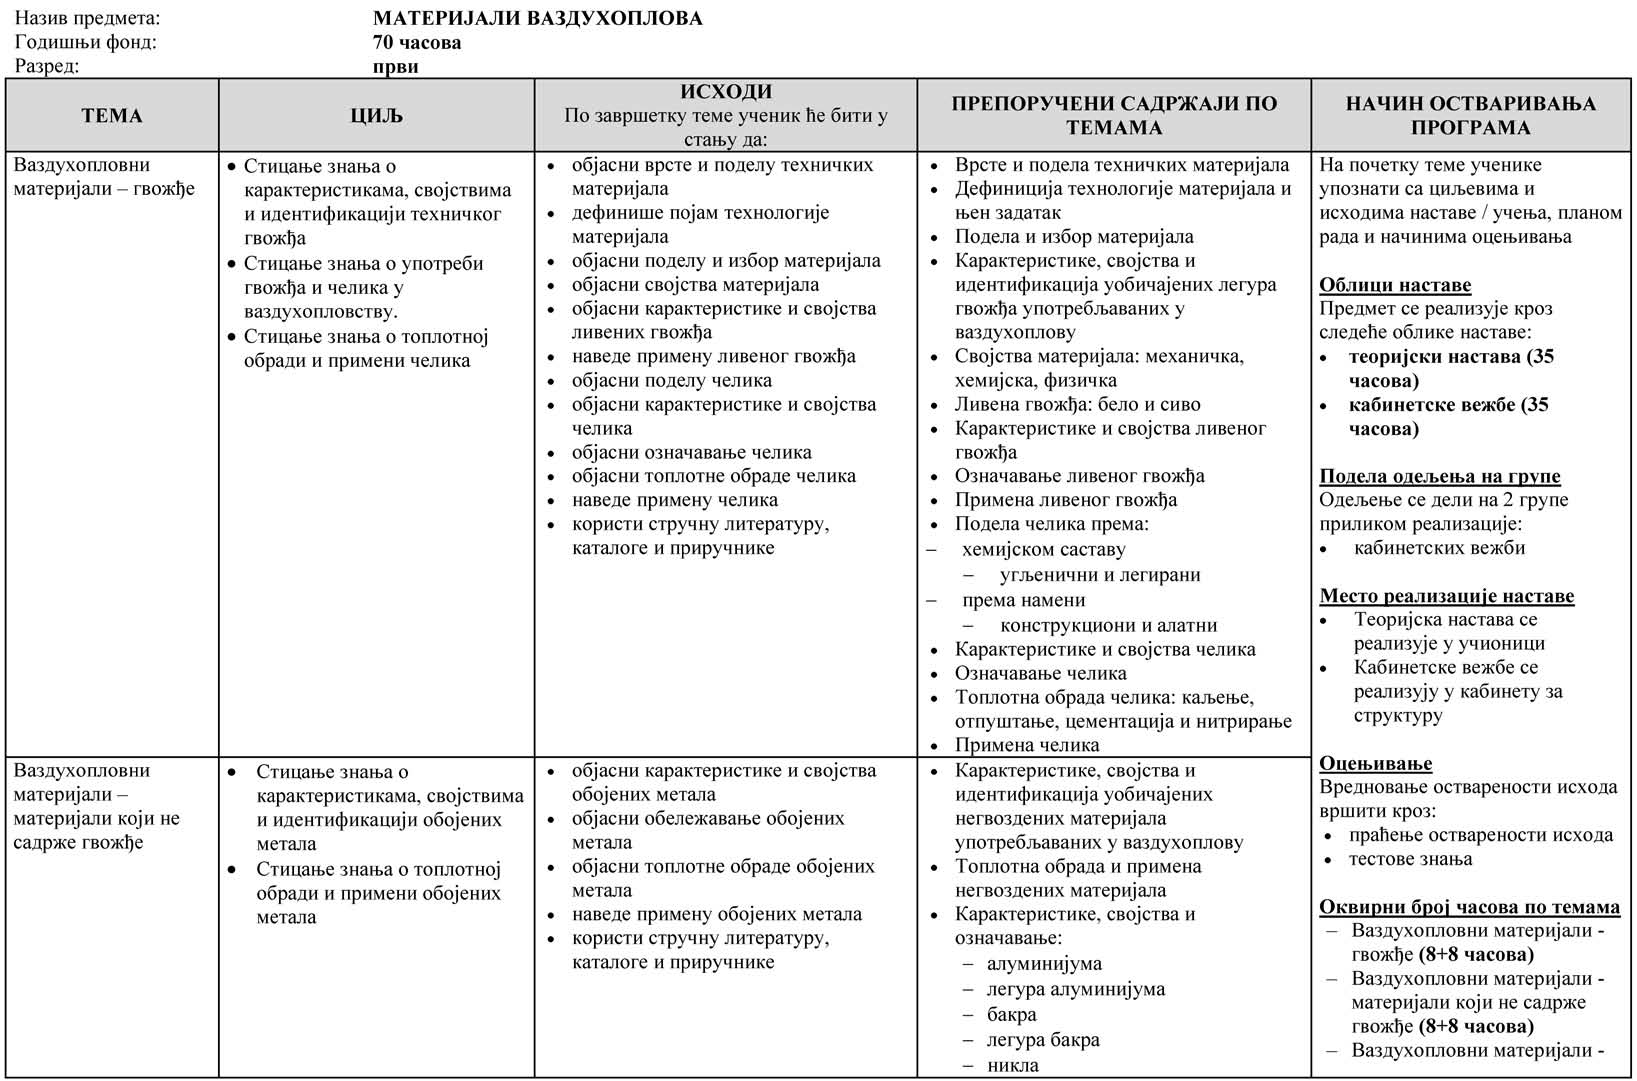 Назив предмета: МАТЕРИЈАЛИ ВАЗДУХОПЛОВА
Годишњи фонд: 70 часова
Разред: први
ТЕМА
ЦИЉ
ИСХОДИ
По завршетку теме ученик ће бити у
стању да:
ПРЕПОРУЧЕНИ САДРЖАЈИ ПО
ТЕМАМА
НАЧИН ОСТВАРИВАЊА
ПРОГРАМА
Ваздухопловни
материјали – гвожђе
• Стицање знања о
карактеристикама, својствима
и идентификацији техничког
гвожђа
• Стицање знања о употреби
гвожђа и челика у
ваздухопловству.
• Стицање знања о топлотној
обради и примени челика
• објасни врсте и поделу техничких
материјала
• дефинише појам технологије
материјала
• објасни поделу и избор материјала
• објасни својства материјала
• објасни карактеристике и својства
ливених гвожђа
• наведе примену ливеног гвожђа
• објасни поделу челика
• објасни карактеристике и својства
челика
• објасни означавање челика
• објасни топлотне обраде челика
• наведе примену челика
• користи стручну литературу,
каталоге и приручнике
• Врсте и подела техничких материјала
• Дефиниција технологије материјала и
њен задатак
• Подела и избор материјала
• Карактеристике, својства и
идентификација уобичајених легура
гвожђа употребљаваних у
ваздухоплову
• Својства материјала: механичка,
хемијска, физичка
• Ливена гвожђа: бело и сиво
• Карактеристике и својства ливеног
гвожђа
• Означавање ливеног гвожђа
• Примена ливеног гвожђа
• Подела челика према:
– хемијском саставу
– угљенични и легирани
– према намени
– конструкциони и алатни
• Карактеристике и својства челика
• Означавање челика
• Топлотна обрада челика: каљење,
отпуштање, цементација и нитрирање
• Примена челика
На почетку теме ученике
упознати са циљевима и
исходима наставе / учења, планом
рада и начинима оцењивања
Облици наставе
Предмет се реализује кроз
следеће облике наставе:
• теоријски настава (35
часова)
• кабинетске вежбе (35
часова)
Подела одељења на групе
Одељење се дели на 2 групе
приликом реализације:
• кабинетских вежби
Место реализације наставе
• Теоријска настава се
реализује у учионици
• Кабинетске вежбе се
реализују у кабинету за
структуру
Оцењивање
Вредновање остварености исхода
вршити кроз:
• праћење остварености исхода
• тестове знања
Оквирни број часова по темама
– Ваздухопловни материјали -
гвожђе (8+8 часова)
– Ваздухопловни материјали -
материјали који не садрже
гвожђе (8+8 часова)
– Ваздухопловни материјали -
Ваздухопловни
материјали –
материјали који не
садрже гвожђе
• Стицање знања о
карактеристикама, својствима
и идентификацији обојених
метала
• Стицање знања о топлотној
обради и примени обојених
метала
• објасни карактеристике и својства
обојених метала
• објасни обележавање обојених
метала
• објасни топлотне обраде обојених
метала
• наведе примену обојених метала
• користи стручну литературу,
каталоге и приручнике
• Карактеристике, својства и
идентификација уобичајених
негвоздених материјала
употребљаваних у ваздухоплову
• Топлотна обрада и примена
негвоздених материјала
• Карактеристике, својства и
означавање:
– алуминијума
– легура алуминијума
– бакра
– легура бакра
– никла